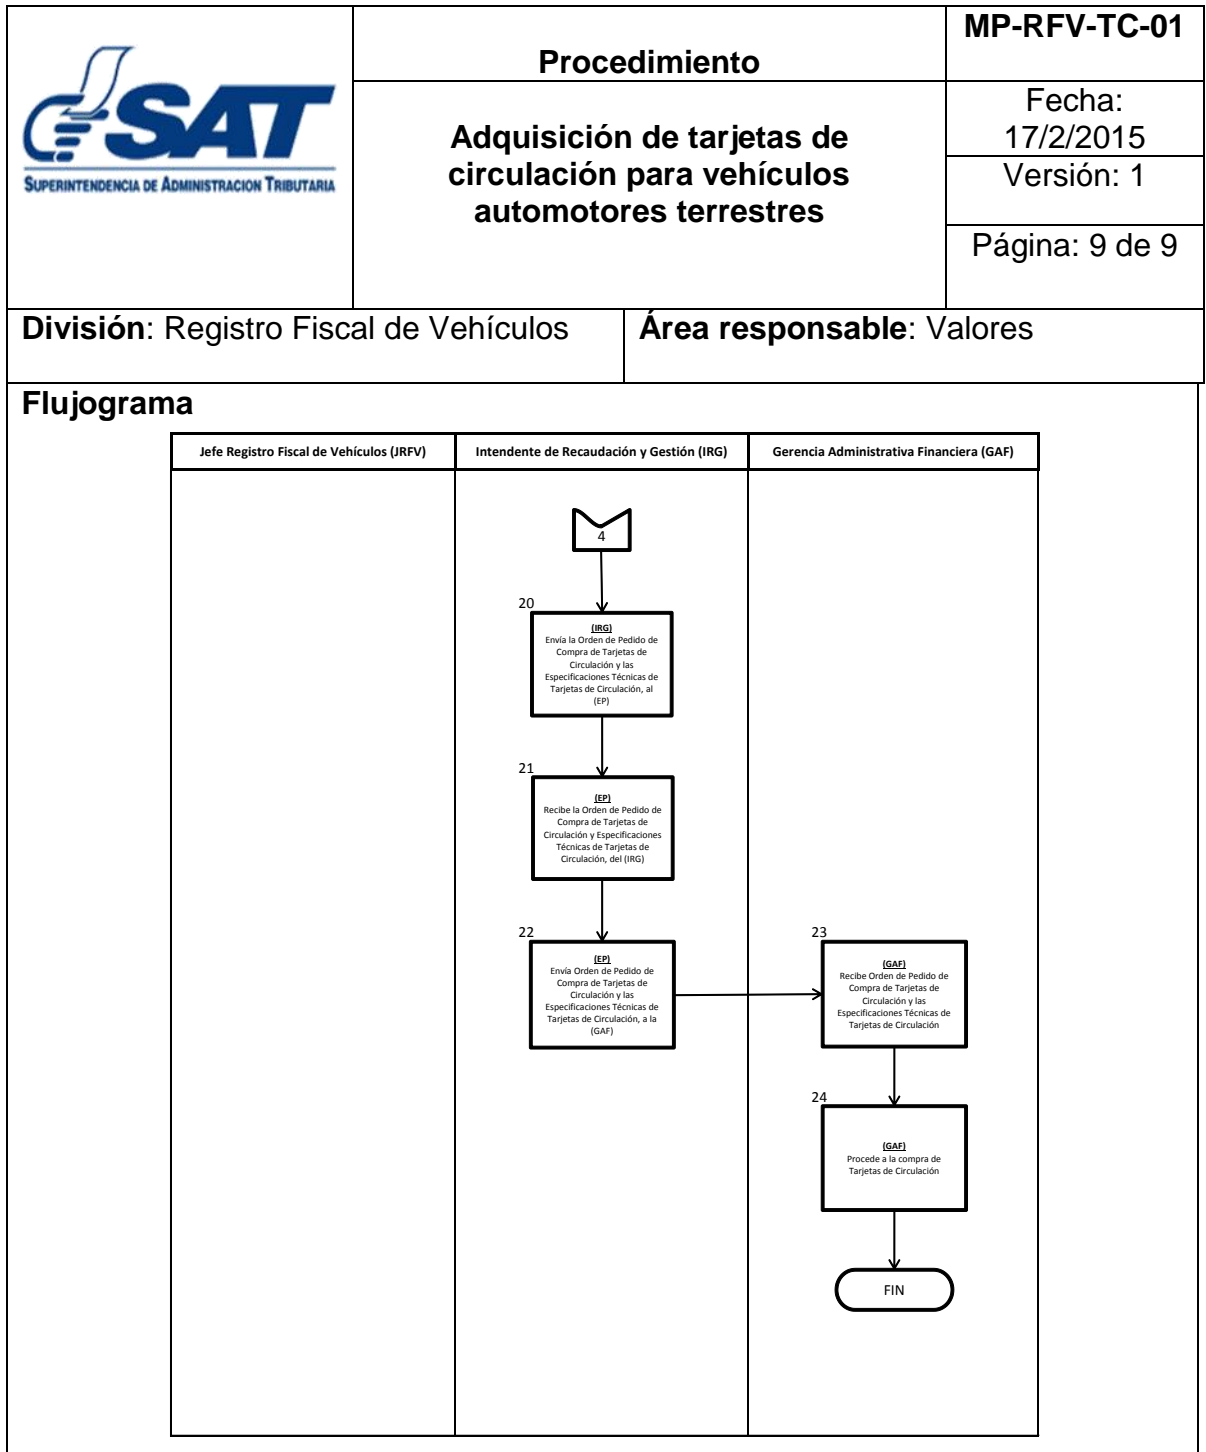 SAT
SUPERINTENDENCIA DE ADMINISTRACION TRIBUTARIA
Procedimiento
Adquisición de tarjetas de
circulación para vehículos
automotores terrestres
MP-RFV-TC-01
Fecha:
17/2/2015
Versión: 1
Página: 9 de 9
División: Registro Fiscal de Vehículos
Área responsable: Valores
Flujograma
Jefe Registro Fiscal de Vehículos (JRFV)
Intendente de Recaudación y Gestión (IRG)
Gerencia Administrativa Financiera (GAF)
4
20
(IRG)
Envía la Orden de Pedido de
Compra de Tarjetas de
Circulación y las
Especificaciones Técnicas de
Tarjetas de Circulación, al
(EP)
21
(EP)
Recibe la Orden de Pedido de
Compra de Tarjetas de
Circulación y Especificaciones
Técnicas de Tarjetas de
Circulación, del (IRG)
22
(EP)
Envía Orden de Pedido de
Compra de Tarjetas de
Circulación y las
Especificaciones Técnicas de
Tarjetas de Circulación, a la
(GAF)
23
(GAF)
Recibe Orden de Pedido de
Compra de Tarjetas de
Circulación y las
Especificaciones Técnicas de
Tarjetas de Circulación
24
(GAF)
Procede a la compra de
Tarjetas de Circulación
FIN